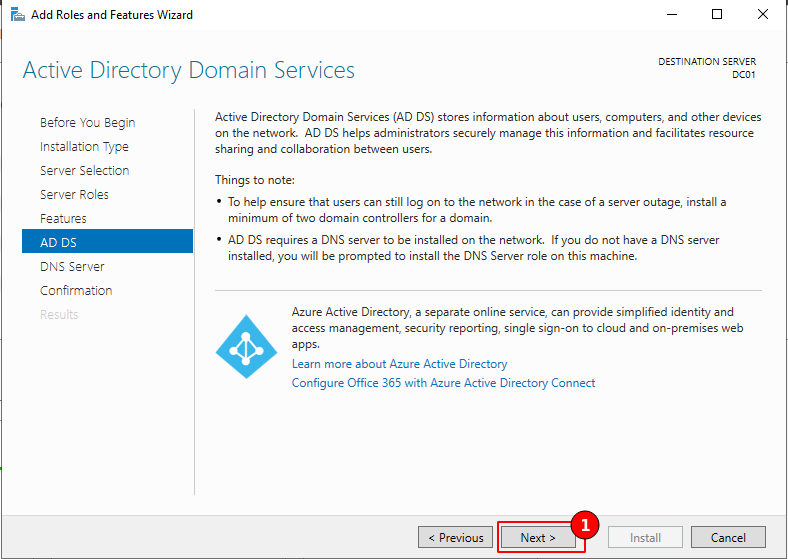 Add Roles and Features Wizard
Active Directory Domain Services
DESTINATION SERVER
DC01
Before You Begin
Installation Type
Server Selection
Server Roles
Features
AD DS
DNS Server
Confirmation
Results
Active Directory Domain Services (AD DS) stores information about users, computers, and other devices
on the network.  AD DS helps administrators securely manage this information and facilitates resource
sharing and collaboration between users.
Things to note:
• To help ensure that users can still log on to the network in the case of a server outage, install a
minimum of two domain controllers for a domain.
• AD DS requires a DNS server to be installed on the network.  If you do not have a DNS server
installed, you will be prompted to install the DNS Server role on this machine.
Azure Active Directory, a separate online service, can provide simplified identity and
access management, security reporting, single sign-on to cloud and on-premises web
apps.
Learn more about Azure Active Directory
Configure Office 365 with Azure Active Directory Connect
1
< Previous
Next >
Install
Cancel